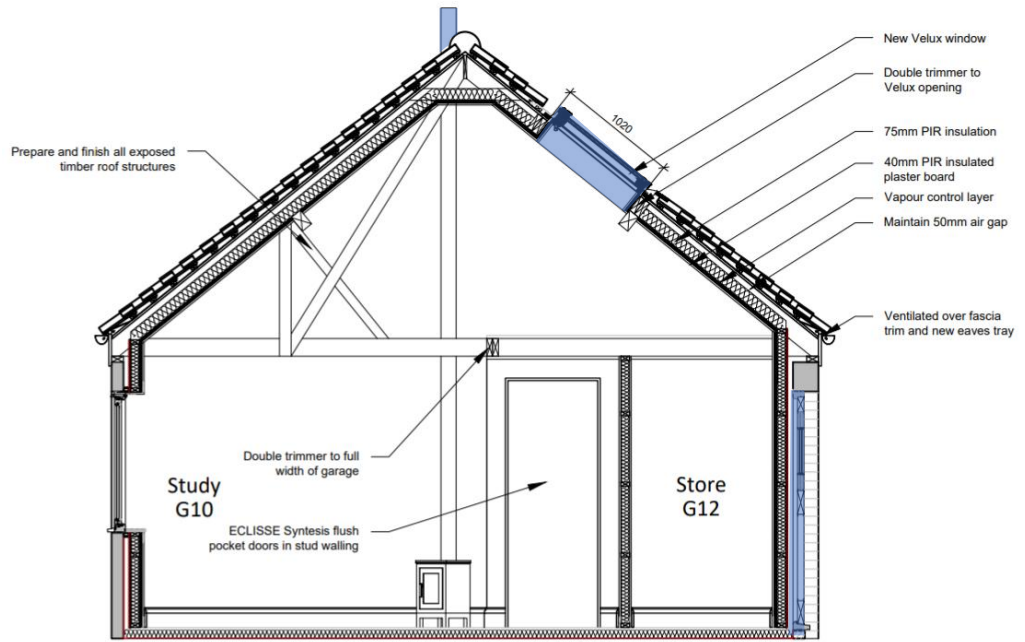 New Velux window
Double trimmer to
Velux opening
1020
75mm PIR insulation
Prepare and finish all exposed
timber roof structures
40mm PIR insulated
plaster board
Vapour control layer
Maintain 50mm air gap
Ventilated over fascia
trim and new eaves tray
Double trimmer to full
width of garage
Study
G10
Store
G12
ECLISSE Syntesis flush
pocket doors in stud walling